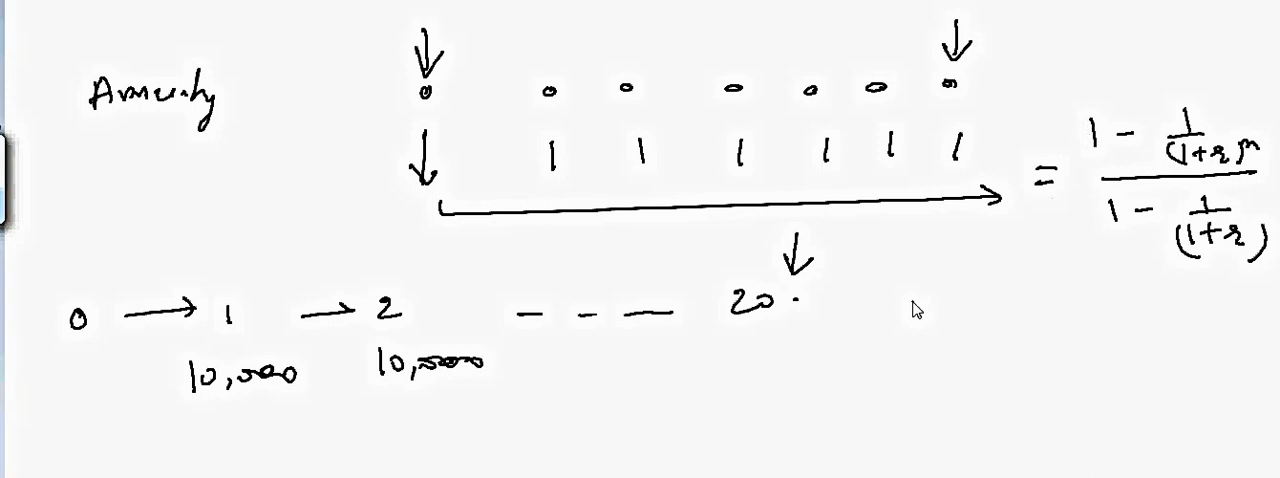 Annuity
1 1 1 1 1 1 = (1 - 1/(1+r)^n) / (1 - 1/(1+r))
0 → 1 → 2 - - — 20.
10,000 10,000